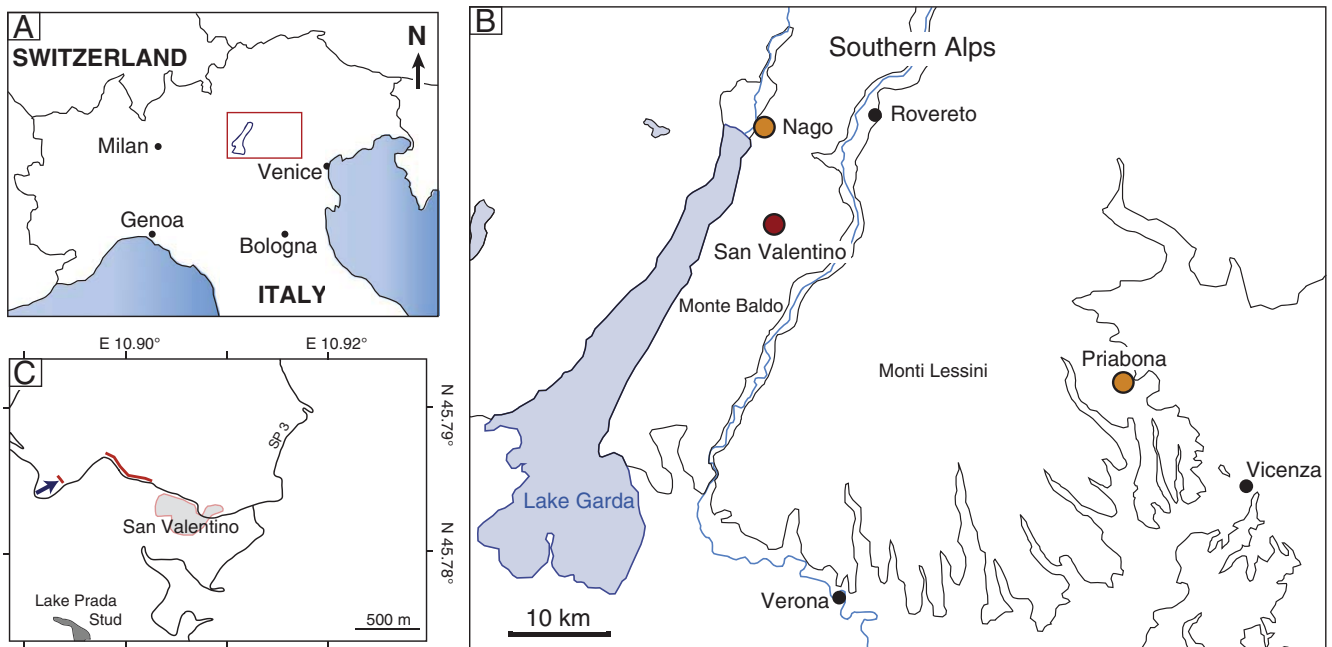 A
SWITZERLAND
N
Milan
Venice
Genoa
Bologna
ITALY
B
Southern Alps
Nago
Rovereto
San Valentino
Monte Baldo
Monti Lessini
Priabona
Vicenza
Lake Garda
Verona
10 km
E 10.90°
E 10.92°
C
SP 3
N 45.79°
San Valentino
N 45.78°
Lake Prada
Stud
500 m